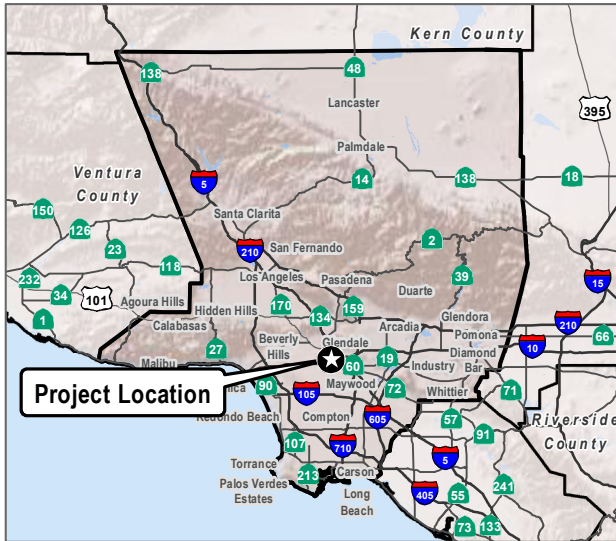 Kern County
138
48
395
Lancaster
Palmdale
Ventura
County
5
14
138
18
150
126
23
Santa Clarita
2
210
San Fernando
118
Los Angeles
Pasadena
39
15
232
34
101
Agoura Hills
Hidden Hills
170
134
159
Duarte
210
1
Calabasas
Arcadia
Glendora
Pomona
66
27
Beverly
Hills
Glendale
60
19
Industry
Diamond
Bar
10
Malibu
Project Location
nica
90
105
Maywood
72
Whittier
71
Redondo Beach
Compton
605
57
91
Riverside
County
107
710
5
Torrance
213
Carson
Palos Verdes
Estates
Long
Beach
405
55
241
73
133